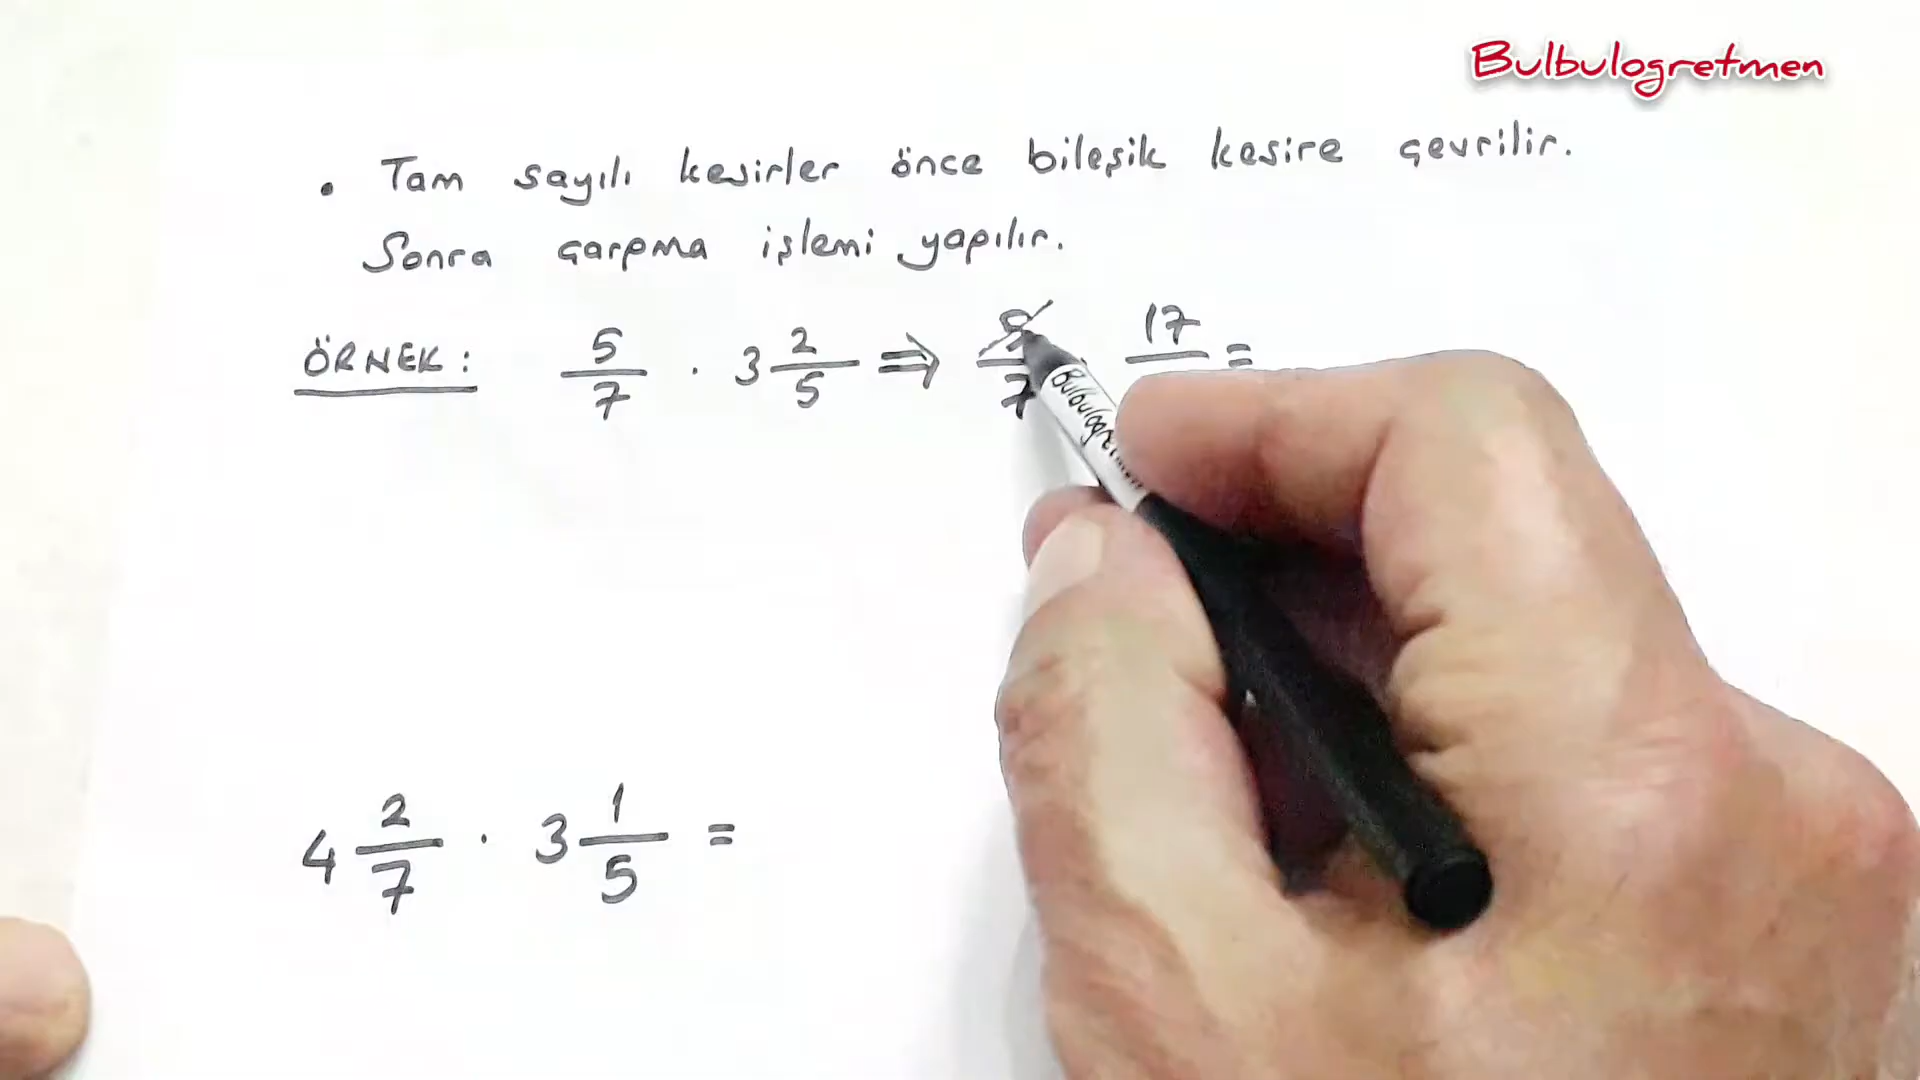 Bulbulogretmen
• Tam sayılı kesirler önce bileşik kesire çevrilir.
Sonra çarpma işlemi yapılır.
ÖRNEK: 5/7 . 3 2/5 ⇒ 5/7 . 17/ =
Bulbulogretmen
4 2/7 . 3 1/5 =